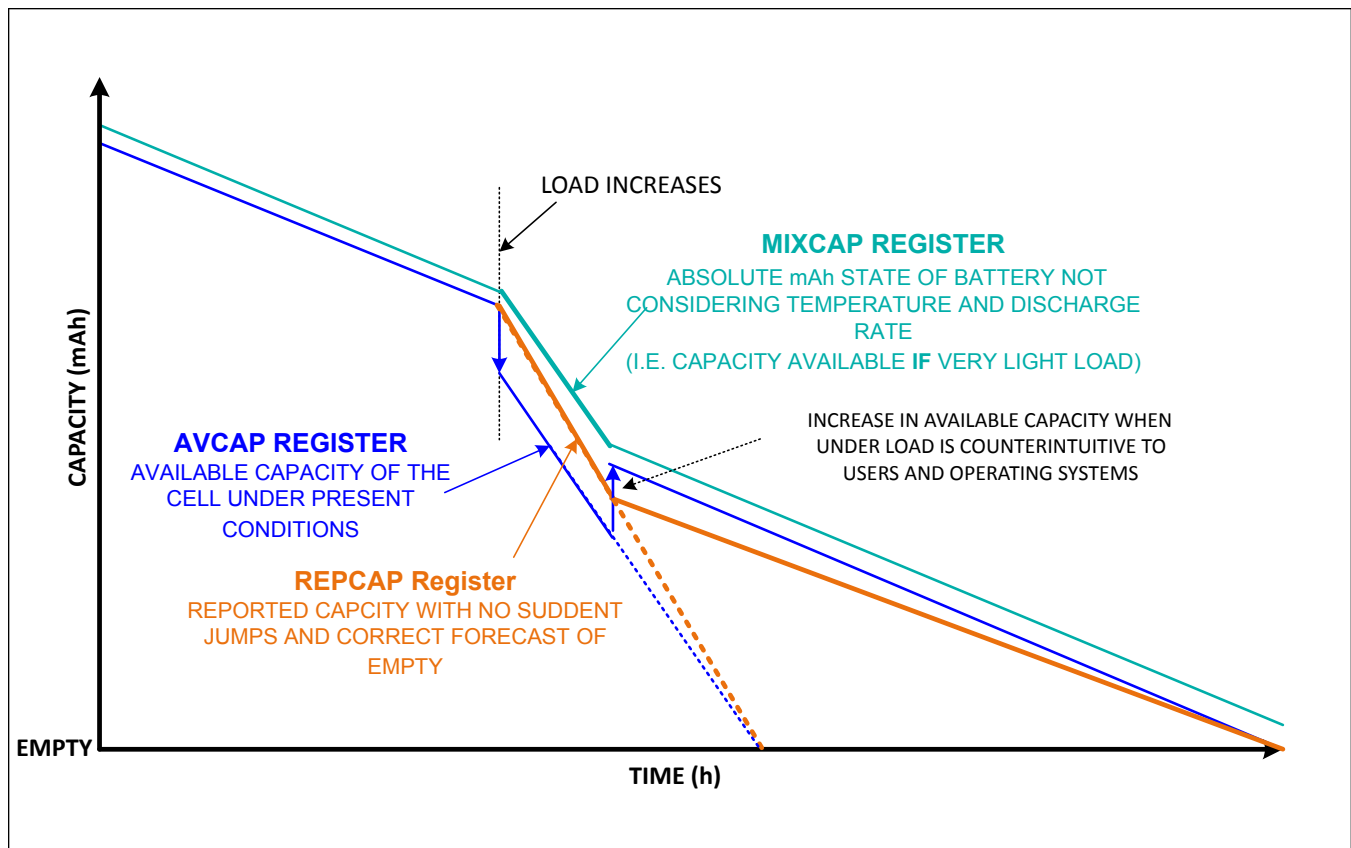 LOAD INCREASES
MIXCAP REGISTER
ABSOLUTE mAh STATE OF BATTERY NOT
CONSIDERING TEMPERATURE AND DISCHARGE
RATE
(I.E. CAPACITY AVAILABLE IF VERY LIGHT LOAD)
CAPACITY (mAh)
INCREASE IN AVAILABLE CAPACITY WHEN
UNDER LOAD IS COUNTERINTUITIVE TO
USERS AND OPERATING SYSTEMS
AVCAP REGISTER
AVAILABLE CAPACITY OF THE
CELL UNDER PRESENT
CONDITIONS
REPCAP Register
REPORTED CAPCITY WITH NO SUDDENT
JUMPS AND CORRECT FORECAST OF
EMPTY
EMPTY
TIME (h)